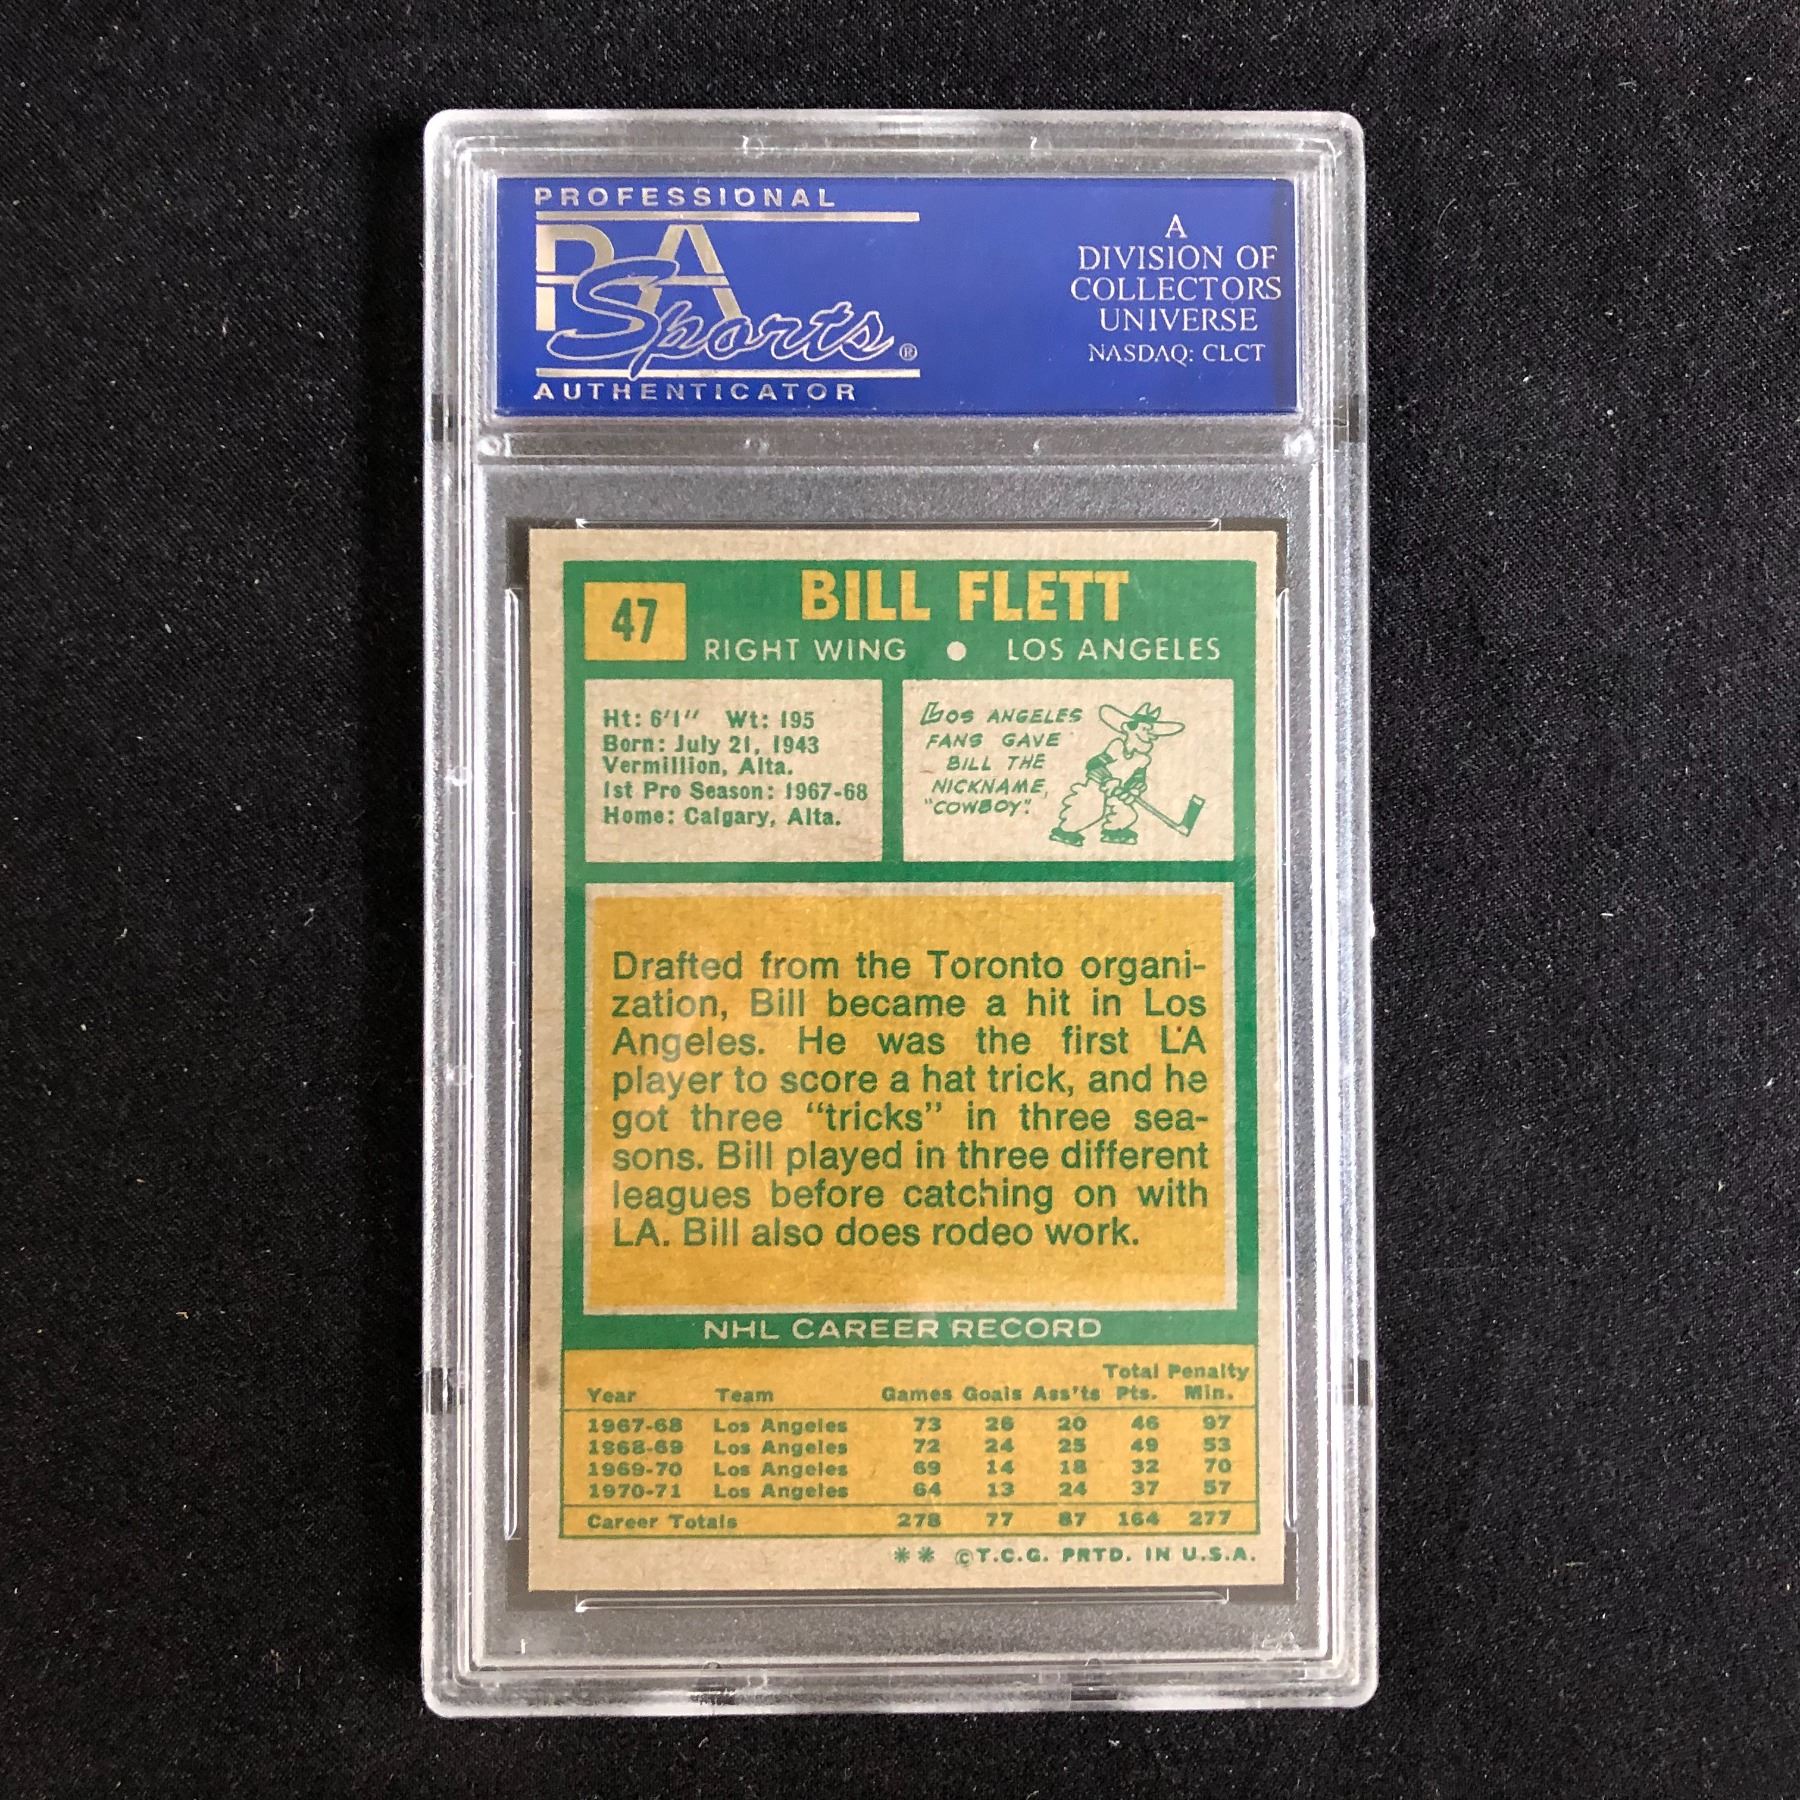 PROFESSIONAL
PSA
Sports®
AUTHENTICATOR
A
DIVISION OF
COLLECTORS
UNIVERSE
NASDAQ: CLCT
47
BILL FLETT
RIGHT WING ● LOS ANGELES
Ht: 6'1" Wt: 195
Born: July 21, 1943
Vermillion, Alta.
1st Pro Season: 1967-68
Home: Calgary, Alta.
LOS ANGELES
FANS GAVE
BILL THE
NICKNAME,
"COWBOY".
Drafted from the Toronto organi-
zation, Bill became a hit in Los
Angeles. He was the first LA
player to score a hat trick, and he
got three "tricks" in three sea-
sons. Bill played in three different
leagues before catching on with
LA. Bill also does rodeo work.
NHL CAREER RECORD
Total Penalty
Year Team Games Goals Ass'ts Pts. Min.
1967-68 Los Angeles 73 26 20 46 97
1968-69 Los Angeles 72 24 25 49 53
1969-70 Los Angeles 69 14 18 32 70
1970-71 Los Angeles 64 13 24 37 57
Career Totals 278 77 87 164 277
** ©T.C.G. PRTD. IN U.S.A.